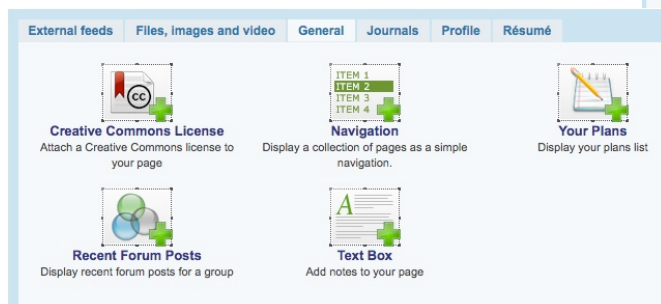 External feeds Files, images and video General Journals Profile Résumé
cc
Creative Commons License
Attach a Creative Commons license to
your page
ITEM 1
ITEM 2
ITEM 3
ITEM 4
Navigation
Display a collection of pages as a simple
navigation.
Your Plans
Display your plans list
Recent Forum Posts
Display recent forum posts for a group
A
Text Box
Add notes to your page